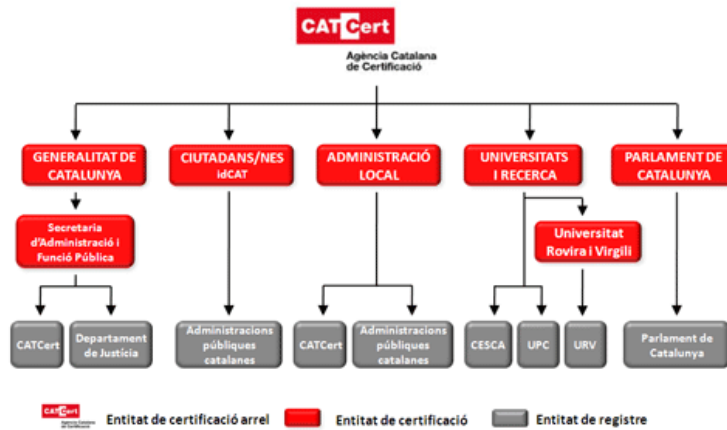 CATCert
Agència Catalana
de Certificació
GENERALITAT DE
CATALUNYA
CIUTADANS/NES
idCAT
ADMINISTRACIÓ
LOCAL
UNIVERSITATS
I RECERCA
PARLAMENT DE
CATALUNYA
Secretaria
d'Administració i
Funció Pública
Universitat
Rovira i Virgili
CATCert
Departament
de Justícia
Administracions
públiques
catalanes
CATCert
Administracions
públiques
catalanes
CESCA
UPC
URV
Parlament de
Catalunya
CATCert
Agència Catalana
de Certificació
Entitat de certificació arrel
Entitat de certificació
Entitat de registre